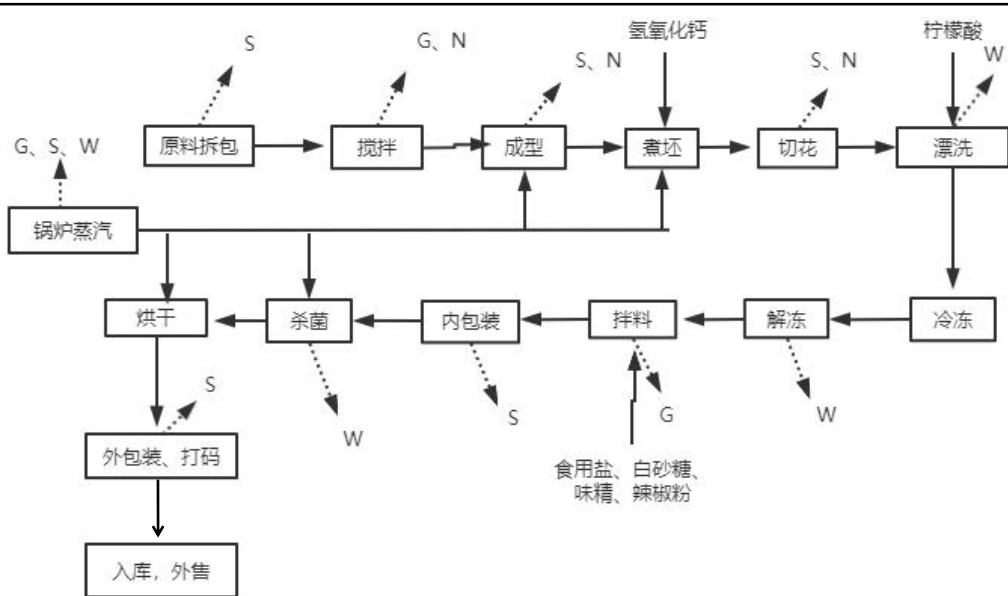 S
G、N
S、N
氢氧化钙
S、N
柠檬酸
W
G、S、W
原料拆包
搅拌
成型
煮坯
切花
漂洗
锅炉蒸汽
烘干
杀菌
内包装
拌料
解冻
冷冻
S
W
S
G
W
外包装、打码
食用盐、白砂糖、
味精、辣椒粉
入库，外售